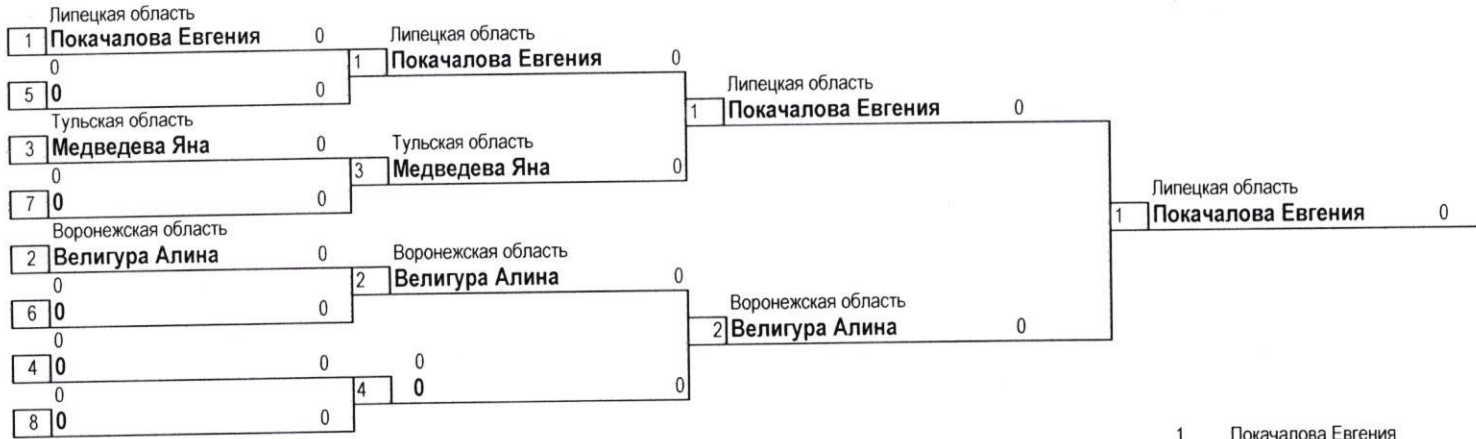 Липецкая область
1 Покачалова Евгения 0
0
5 0 0
Тульская область
3 Медведева Яна 0
0
7 0 0
Воронежская область
2 Велигура Алина 0
0
6 0 0
0
4 0 0
0
8 0 0
Липецкая область
1 Покачалова Евгения 0
Тульская область
3 Медведева Яна 0
Воронежская область
2 Велигура Алина 0
0
4 0 0
Липецкая область
1 Покачалова Евгения 0
Воронежская область
2 Велигура Алина 0
Липецкая область
1 Покачалова Евгения 0
1 Покачалова Евгения